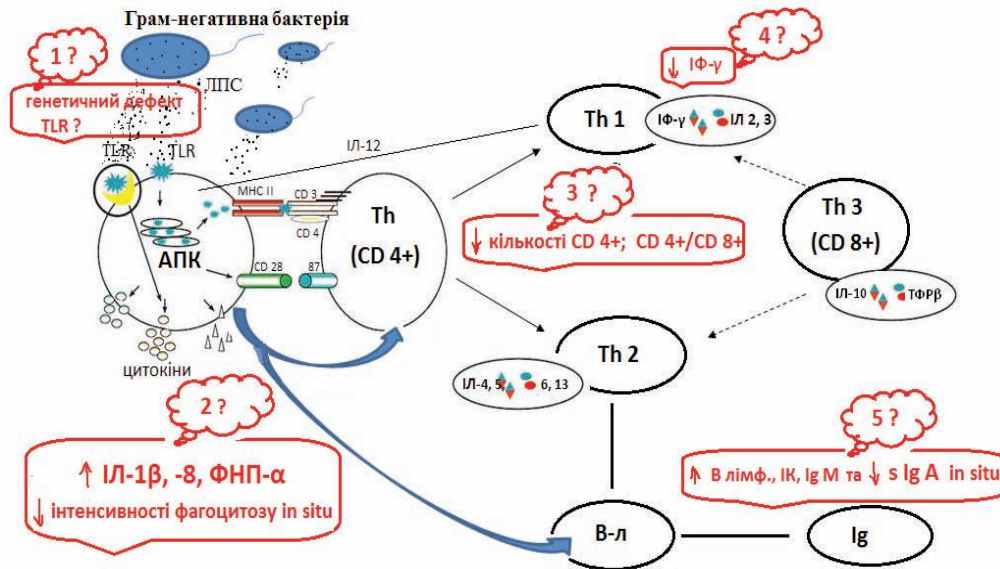 Грам-негативна бактерія
1 ?
ЛПС
генетичний дефект
TLR ?
TLR
TLR
ІЛ-12
4 ?
↓ ІФ-γ
Th 1
ІФ-γ
ІЛ 2, 3
MHC II
CD 3
CD 4
Th
(CD 4+)
АПК
CD 28
87
3 ?
↓ кількості CD 4+; CD 4+/CD 8+
Th 3
(CD 8+)
ІЛ-10
ТФРβ
цитокіни
Th 2
ІЛ-4, 5,
6, 13
2 ?
↑ ІЛ-1β, -8, ФНП-α
↓ інтенсивності фагоцитозу in situ
5 ?
↑ В лімф., ІК, Ig M та ↓ s Ig A in situ
В-л
Ig